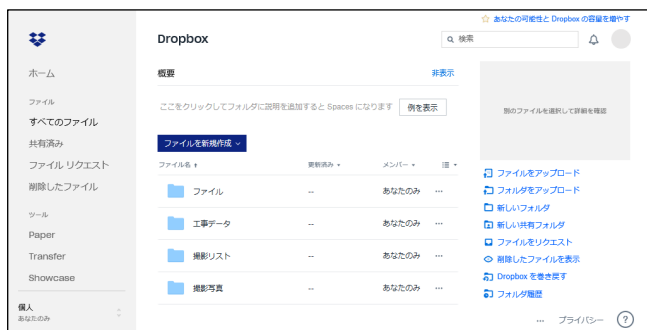 ☆ あなたの可能性と Dropbox の容量を増やす
Dropbox
検索
ホーム
ファイル
すべてのファイル
共有済み
ファイル リクエスト
削除したファイル
ツール
Paper
Transfer
Showcase
個人
あなたのみ
概要
非表示
ここをクリックしてフォルダに説明を追加すると Spaces になります
例を表示
ファイルを新規作成
ファイル名 ↑ 更新済み メンバー
ファイル -- あなたのみ ...
工事データ -- あなたのみ ...
撮影リスト -- あなたのみ ...
撮影写真 -- あなたのみ ...
別のファイルを選択して詳細を確認
ファイルをアップロード
フォルダをアップロード
新しいフォルダ
新しい共有フォルダ
ファイルをリクエスト
削除したファイルを表示
Dropbox を巻き戻す
フォルダ履歴
... プライバシー ?